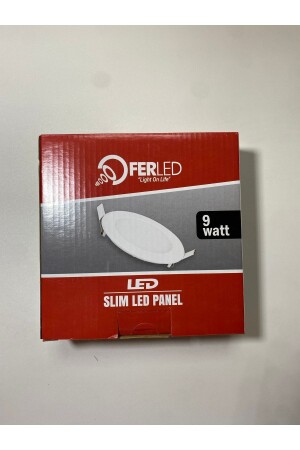 FERLED
"Light On Life"
9
watt
LED
SLIM LED PANEL